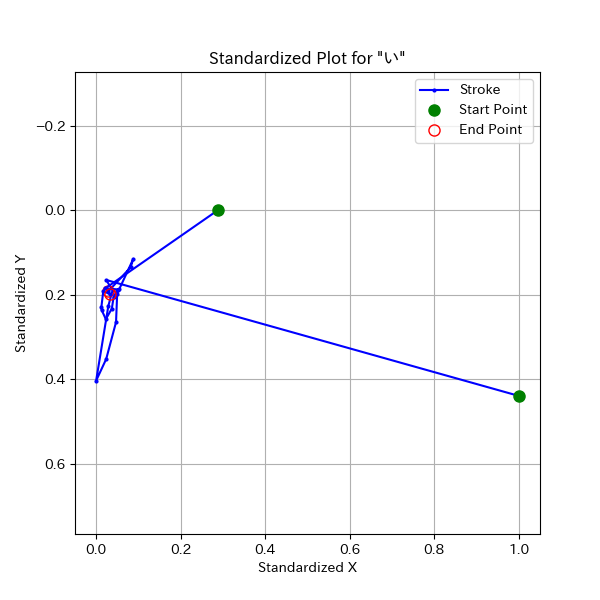 Standardized Plot for "い"
Stroke
Start Point
End Point
−0.2
0.0
0.2
0.4
0.6
Standardized Y
0.0 0.2 0.4 0.6 0.8 1.0
Standardized X